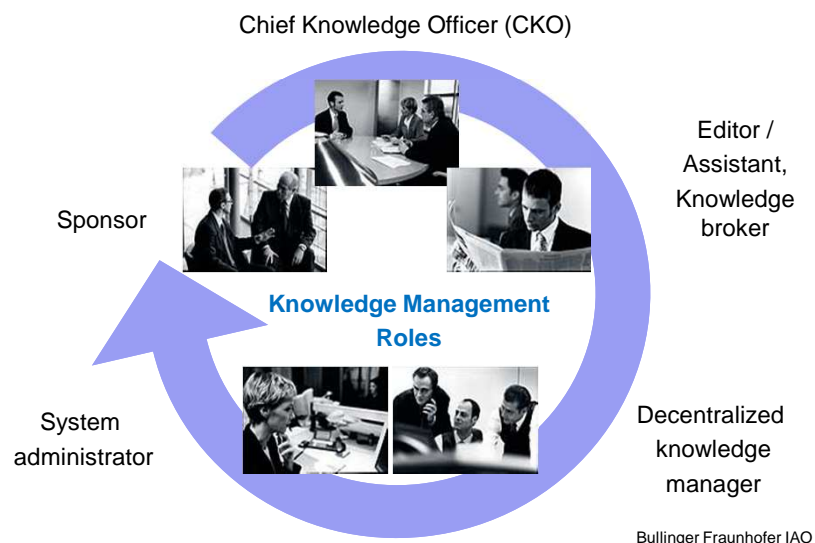 Chief Knowledge Officer (CKO)
Editor /
Assistant,
Knowledge
broker
Sponsor
Knowledge Management
Roles
System
administrator
Decentralized
knowledge
manager
Bullinger Fraunhofer IAO